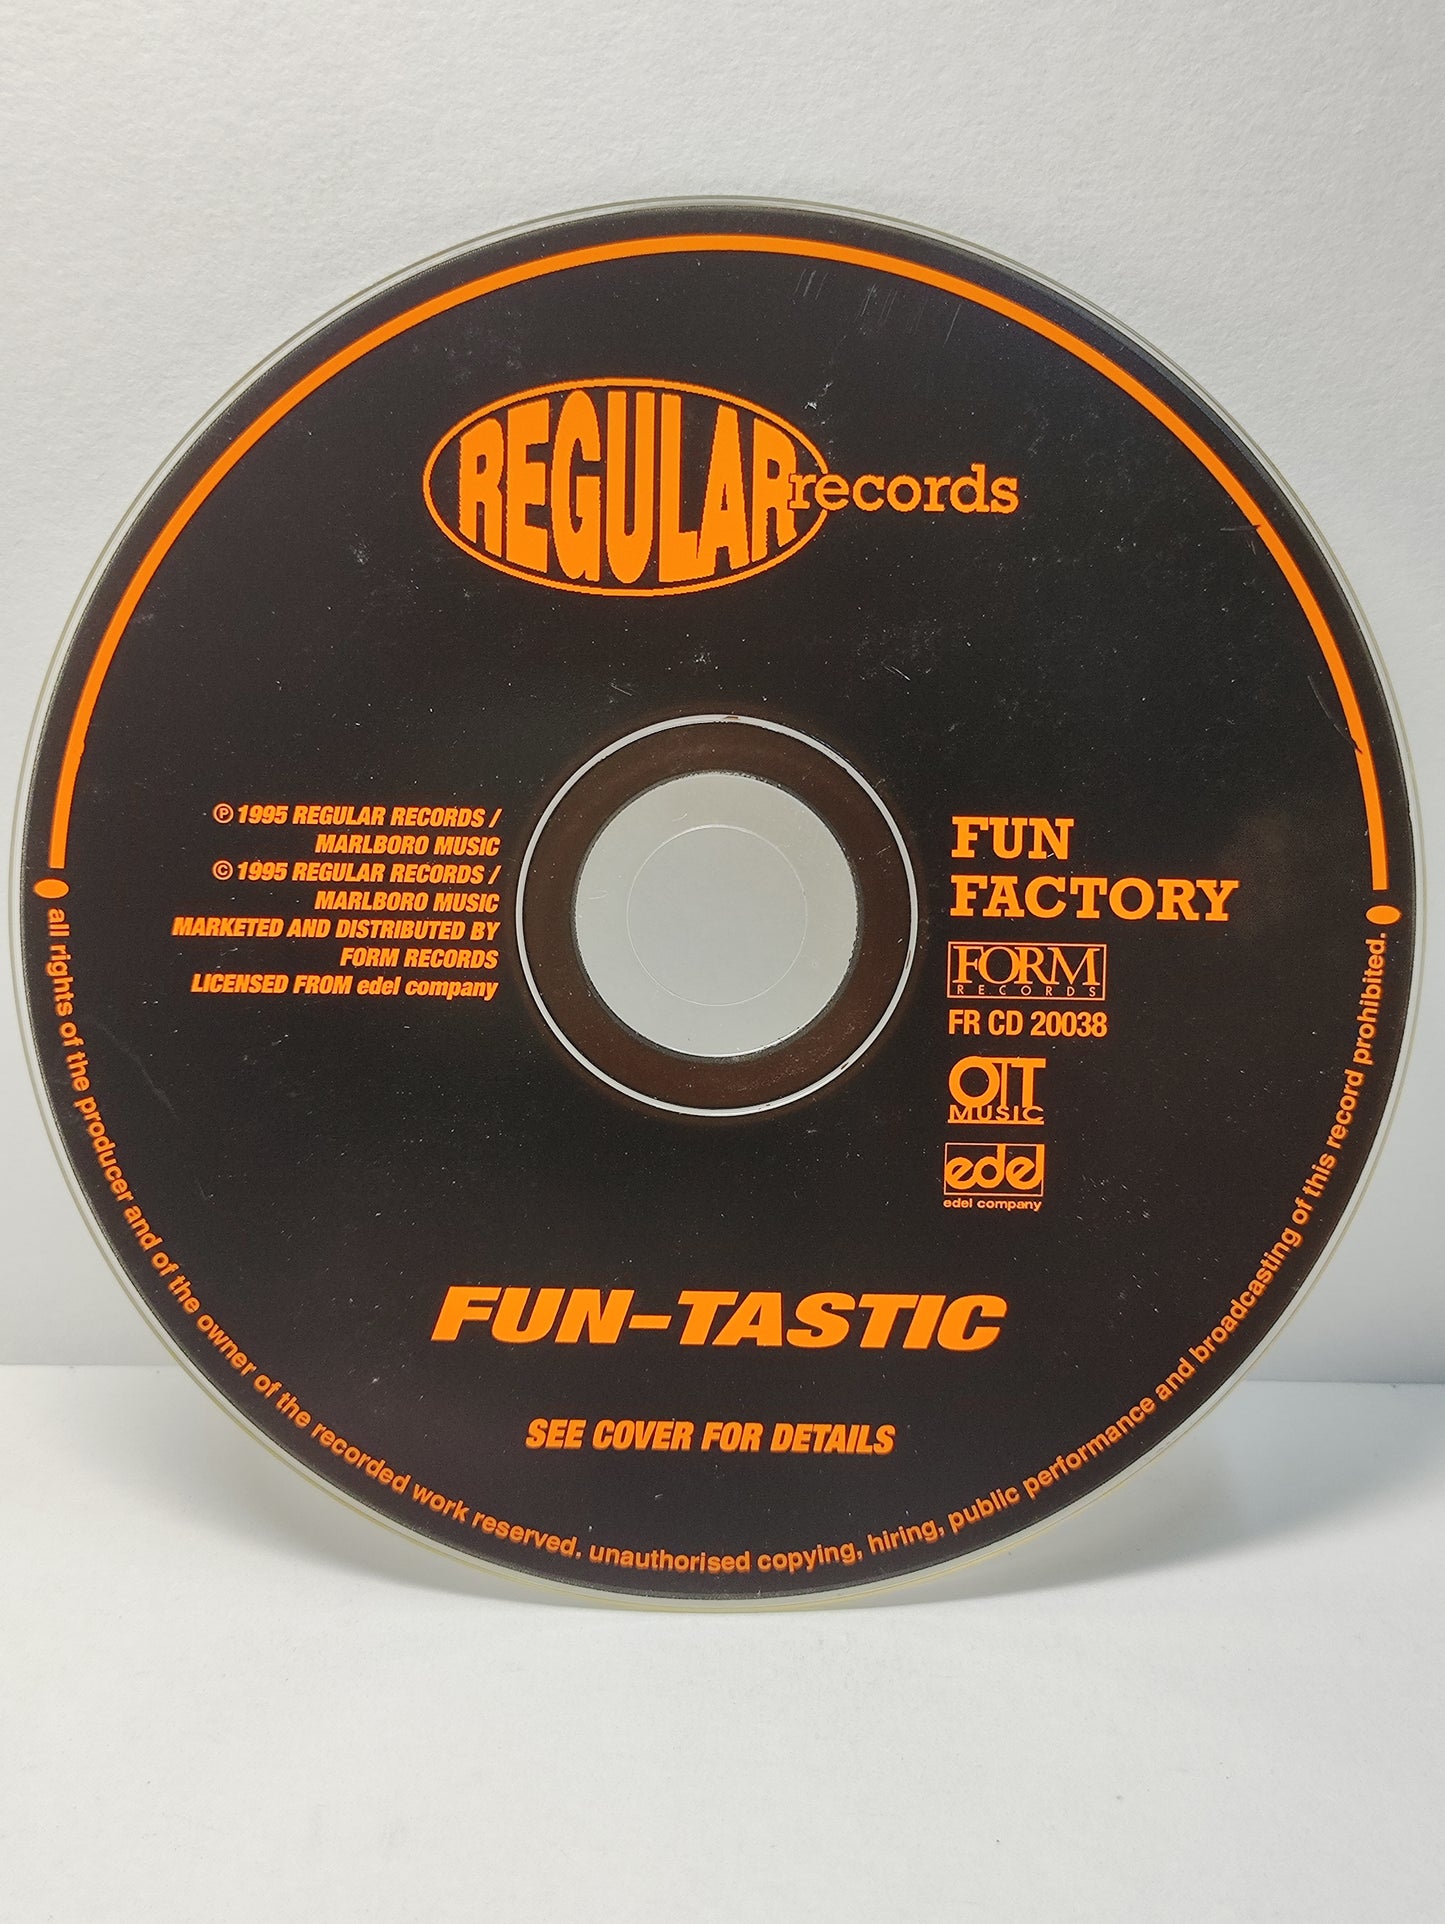 REGULAR records
℗ 1995 REGULAR RECORDS /
MARLBORO MUSIC
© 1995 REGULAR RECORDS /
MARLBORO MUSIC
MARKETED AND DISTRIBUTED BY
FORM RECORDS
LICENSED FROM edel company
FUN
FACTORY
FORM
RECORDS
FR CD 20038
OTT
MUSIC
edel
edel company
FUN-TASTIC
SEE COVER FOR DETAILS
all rights of the producer and of the owner of the recorded work reserved. unauthorised copying, hiring, public performance and broadcasting of this record prohibited.